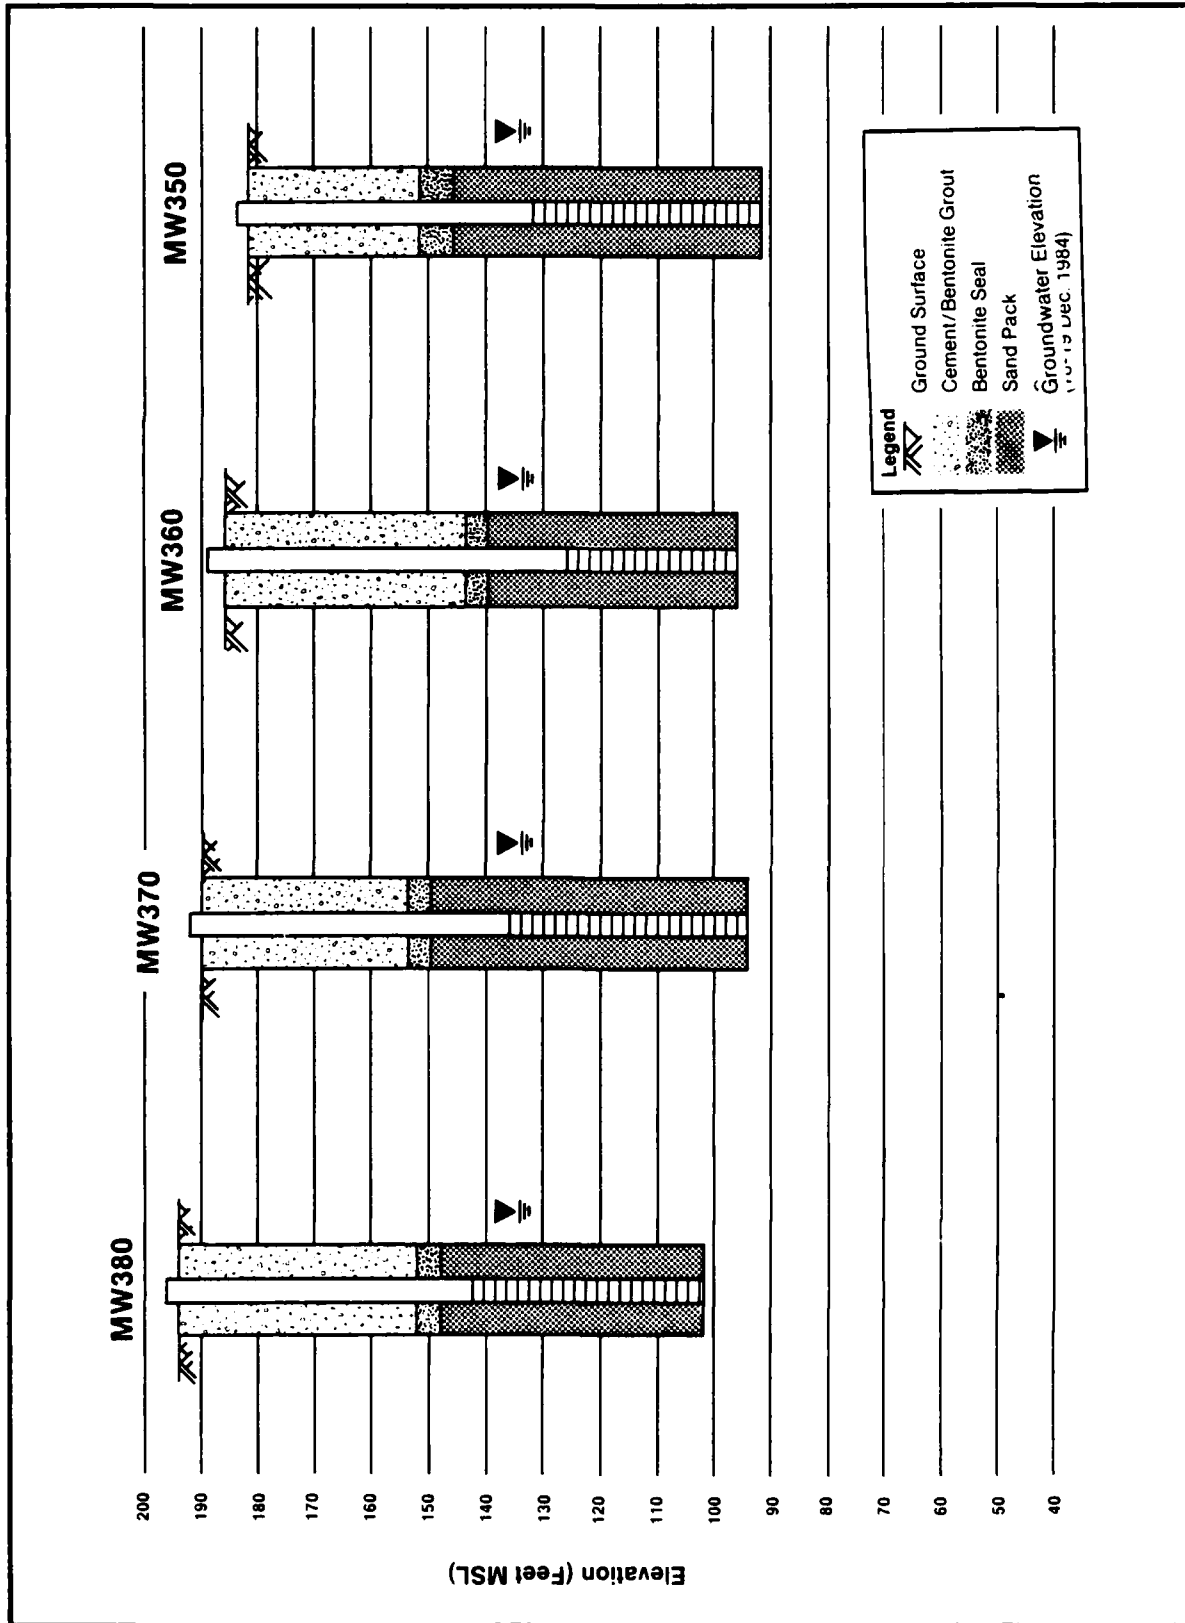 MW380
MW370
MW360
MW350
Elevation (Feet MSL)
200
190
180
170
160
150
140
130
120
110
100
90
80
70
60
50
40
Legend
Ground Surface
Cement/Bentonite Grout
Bentonite Seal
Sand Pack
Groundwater Elevation
Dec. 1984)